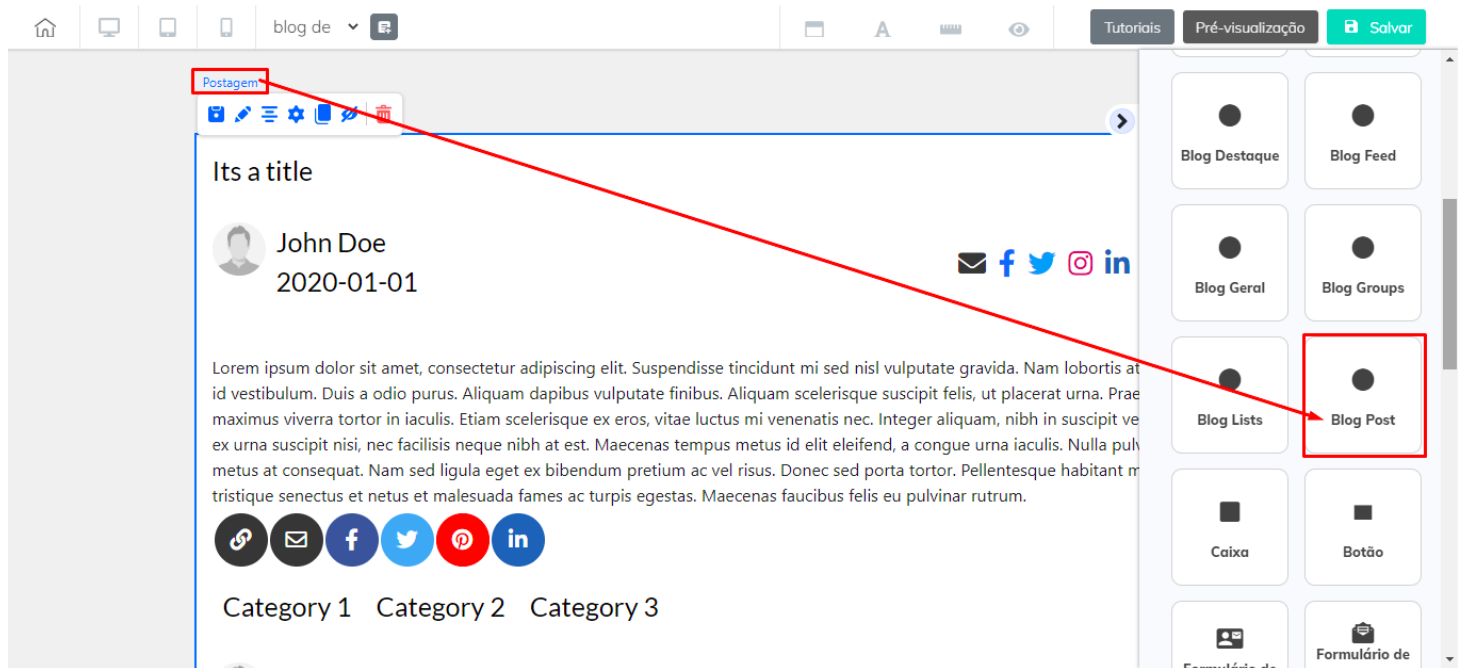 blog de
Tutoriais
Pré-visualização
Salvar
Postagem
Its a title
John Doe
2020-01-01
Lorem ipsum dolor sit amet, consectetur adipiscing elit. Suspendisse tincidunt mi sed nisl vulputate gravida. Nam lobortis at
id vestibulum. Duis a odio purus. Aliquam dapibus vulputate finibus. Aliquam scelerisque suscipit felis, ut placerat urna. Prae
maximus viverra tortor in iaculis. Etiam scelerisque ex eros, vitae luctus mi venenatis nec. Integer aliquam, nibh in suscipit ve
ex urna suscipit nisi, nec facilisis neque nibh at est. Maecenas tempus metus id elit eleifend, a congue urna iaculis. Nulla pulv
metus at consequat. Nam sed ligula eget ex bibendum pretium ac vel risus. Donec sed porta tortor. Pellentesque habitant m
tristique senectus et netus et malesuada fames ac turpis egestas. Maecenas faucibus felis eu pulvinar rutrum.
Category 1 Category 2 Category 3
Blog Destaque
Blog Feed
Blog Geral
Blog Groups
Blog Lists
Blog Post
Caixa
Botão
Formulário de
Formulário de